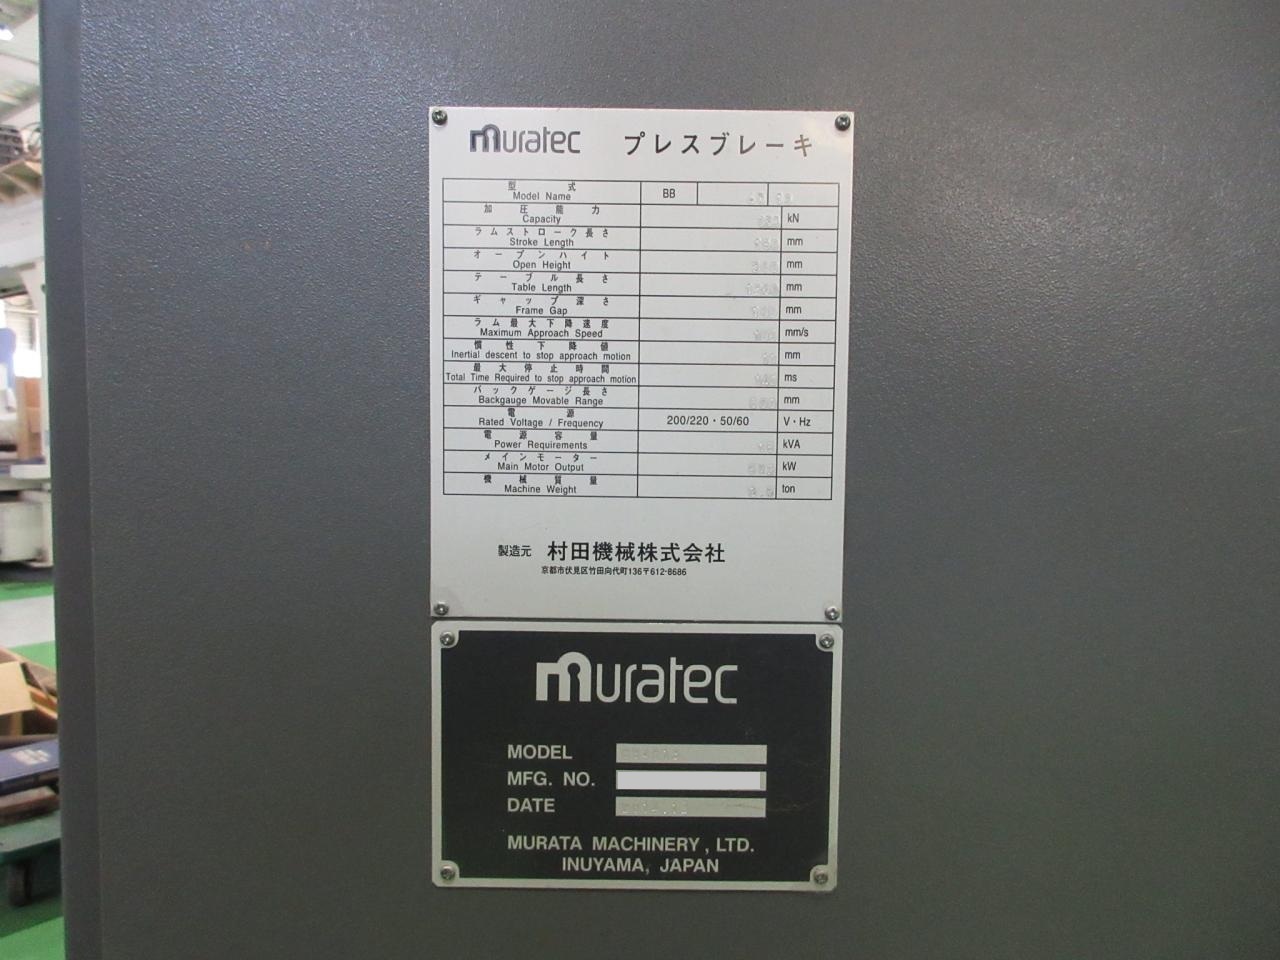 muratec プレスブレーキ
型式
Model Name BB
加圧能力
Capacity kN
ラムストローク長さ
Stroke Length mm
オープンハイト
Open Height mm
テーブル長さ
Table Length mm
ギャップ深さ
Frame Gap mm
ラム最大下降速度
Maximum Approach Speed mm/s
慣性下降値
Inertial descent to stop approach motion mm
最大停止時間
Total Time Required to stop approach motion ms
バックゲージ長さ
Backgauge Movable Range mm
電源
Rated Voltage / Frequency 200/220・50/60 V・Hz
電源容量
Power Requirements kVA
メインモーター
Main Motor Output kW
機械質量
Machine Weight ton
製造元 村田機械株式会社
京都市伏見区竹田向代町136〒612-8686
muratec
MODEL
MFG. NO.
DATE
MURATA MACHINERY, LTD.
INUYAMA, JAPAN